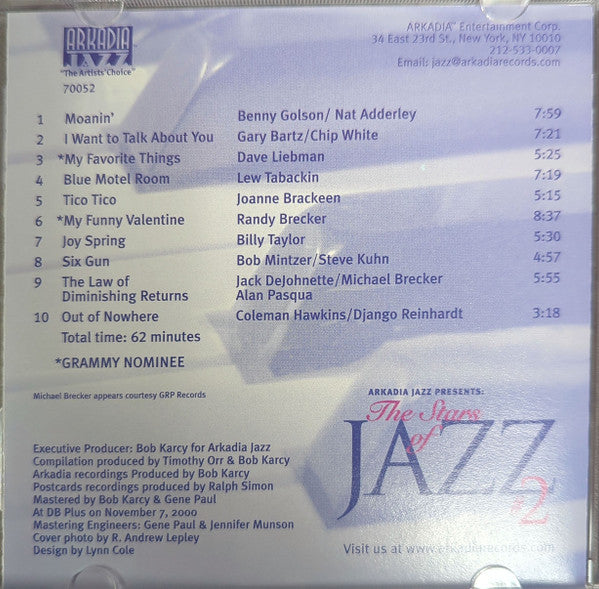 ARKADIA
JAZZ
"The Artists' Choice"
70052
ARKADIA™ Entertainment Corp.
34 East 23rd St., New York, NY 10010
212-533-0007
Email: jazz@arkadiarecords.com
1 Moanin' Benny Golson/ Nat Adderley 7:59
2 I Want to Talk About You Gary Bartz/Chip White 7:21
3 *My Favorite Things Dave Liebman 5:25
4 Blue Motel Room Lew Tabackin 7:19
5 Tico Tico Joanne Brackeen 5:15
6 *My Funny Valentine Randy Brecker 8:37
7 Joy Spring Billy Taylor 5:30
8 Six Gun Bob Mintzer/Steve Kuhn 4:57
9 The Law of Jack DeJohnette/Michael Brecker 5:55
Diminishing Returns Alan Pasqua
10 Out of Nowhere Coleman Hawkins/Django Reinhardt 3:18
Total time: 62 minutes
*GRAMMY NOMINEE
Michael Brecker appears courtesy GRP Records
ARKADIA JAZZ PRESENTS:
The Stars
of
JAZZ
#2
Executive Producer: Bob Karcy for Arkadia Jazz
Compilation produced by Timothy Orr & Bob Karcy
Arkadia recordings Produced by Bob Karcy
Postcards recordings produced by Ralph Simon
Mastered by Bob Karcy & Gene Paul
At DB Plus on November 7, 2000
Mastering Engineers: Gene Paul & Jennifer Munson
Cover photo by R. Andrew Lepley
Design by Lynn Cole
Visit us at www.arkadiarecords.com